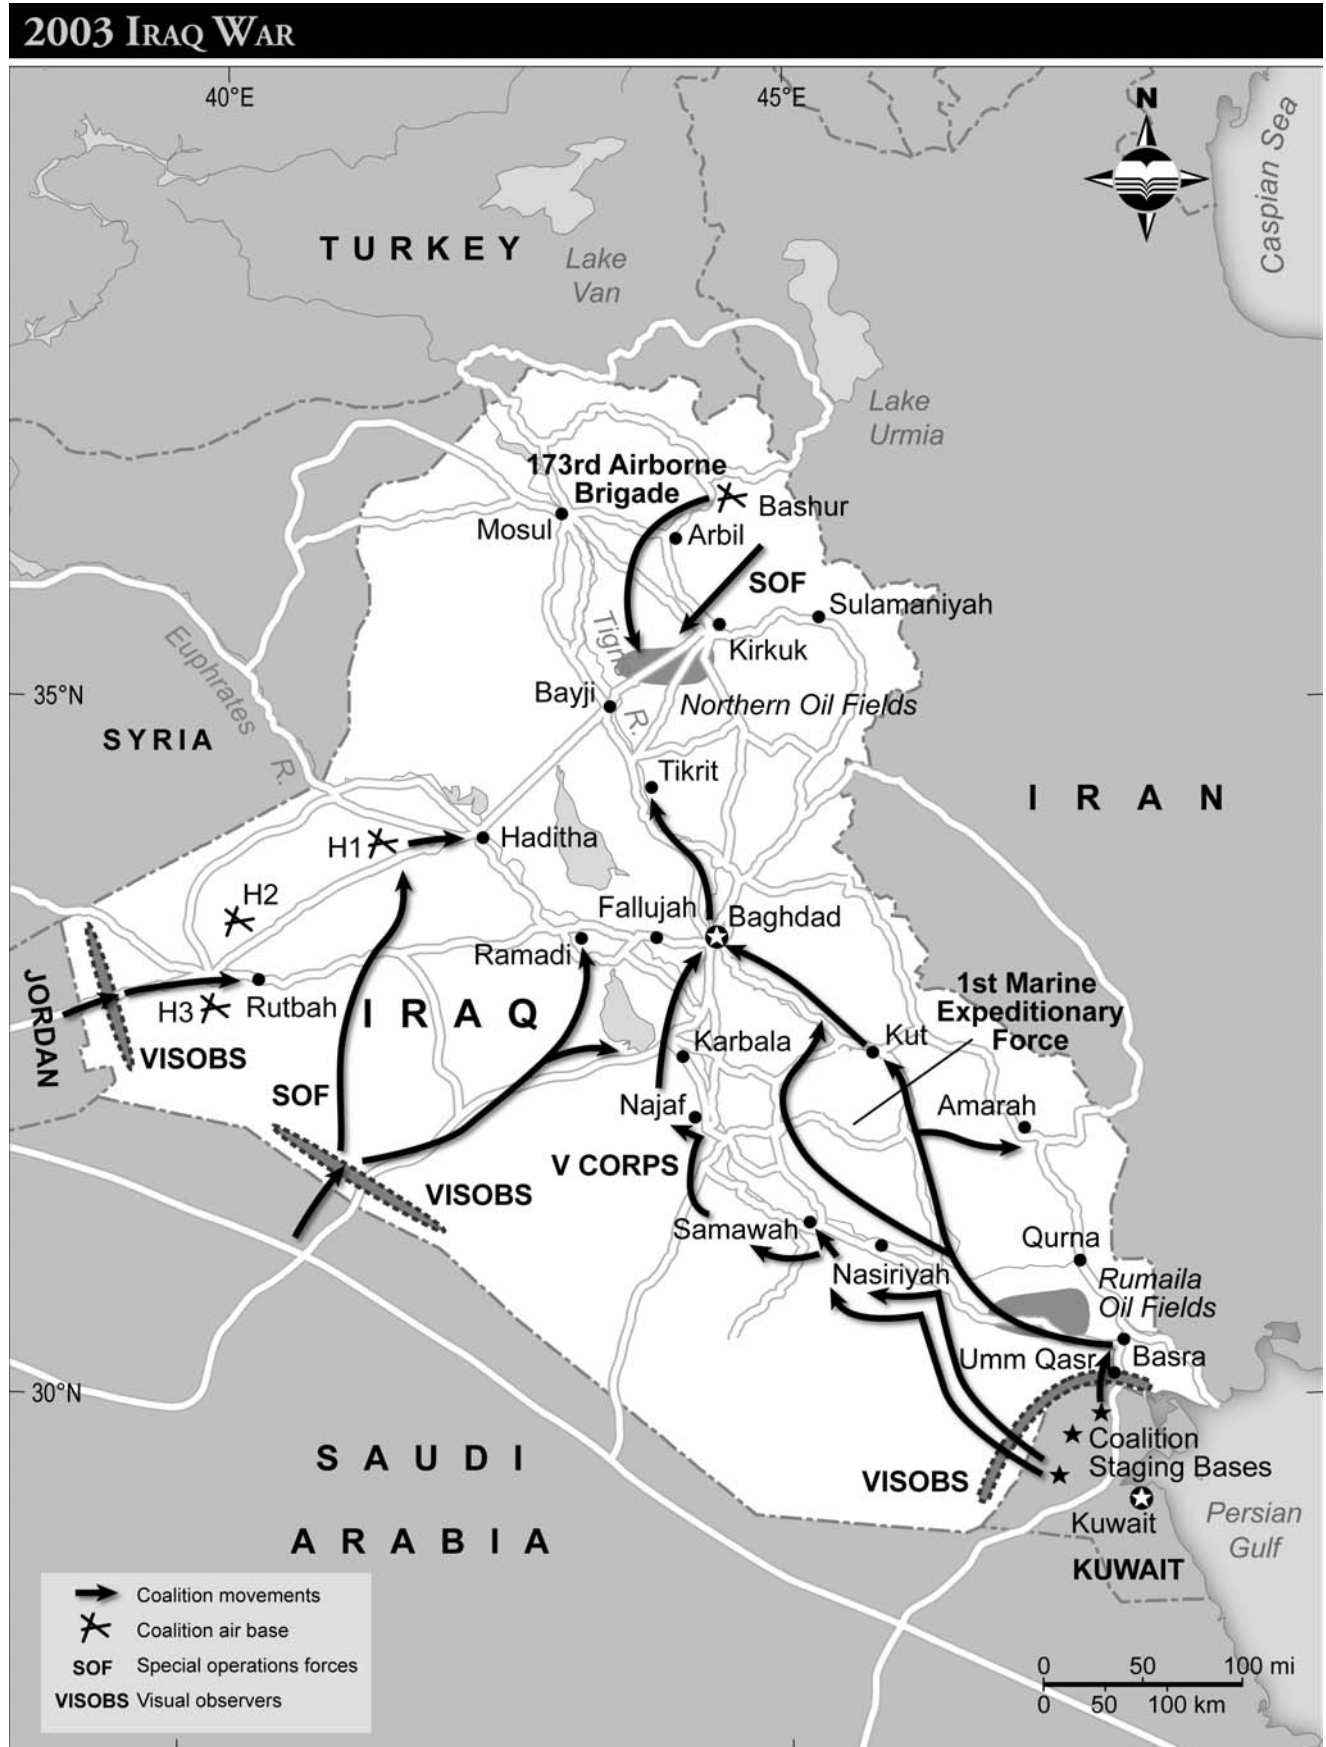 2003 IRAQ WAR
40°E
45°E
N
Caspian Sea
TURKEY
Lake
Van
Lake
Urmia
173rd Airborne
Brigade
Bashur
Mosul
Arbil
SOF
Sulamaniyah
Tigris
Kirkuk
Euphrates
35°N
Bayji
R.
Northern Oil Fields
SYRIA
R.
Tikrit
IRAN
H1
Haditha
H2
Fallujah
Baghdad
Ramadi
JORDAN
H3
Rutbah
IRAQ
1st Marine
Expeditionary
Force
VISOBS
Karbala
Kut
SOF
Najaf
Amarah
V CORPS
VISOBS
Samawah
Qurna
Nasiriyah
Rumaila
Oil Fields
Umm Qasr
Basra
30°N
Coalition
Staging Bases
SAUDI
ARABIA
VISOBS
Kuwait
Persian
Gulf
KUWAIT
Coalition movements
Coalition air base
SOF Special operations forces
VISOBS Visual observers
0 50 100 mi
0 50 100 km